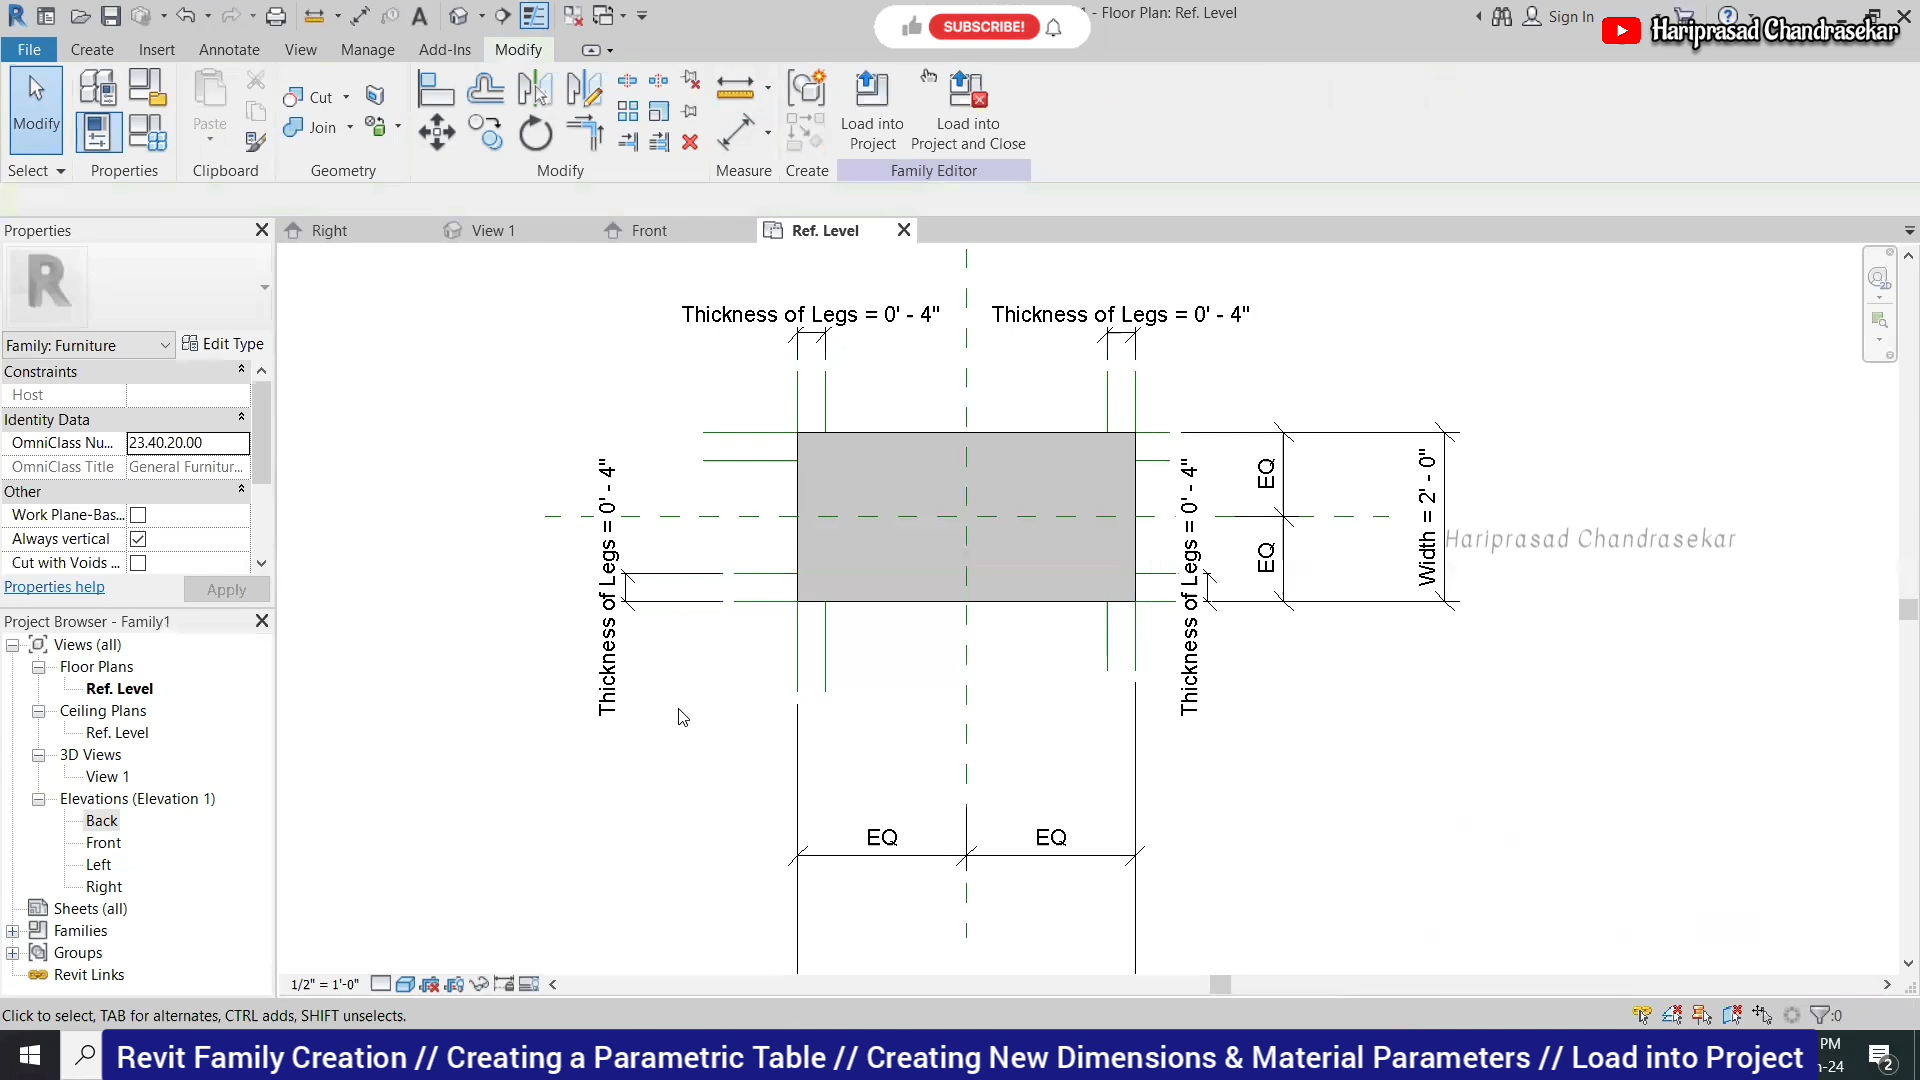 1 - Floor Plan: Ref. Level
SUBSCRIBE!
Sign In
Hariprasad Chandrasekar
File
Create
Insert
Annotate
View
Manage
Add-Ins
Modify
Modify
Paste
Cut
Join
Load into
Project
Load into
Project and Close
Select
Properties
Clipboard
Geometry
Modify
Measure
Create
Family Editor
Properties
Right
View 1
Front
Ref. Level
Family: Furniture
Edit Type
Constraints
Host
Identity Data
OmniClass Nu...
23.40.20.00
OmniClass Title
General Furnitur...
Other
Work Plane-Bas...
Always vertical
Cut with Voids ...
Properties help
Apply
Project Browser - Family1
Views (all)
Floor Plans
Ref. Level
Ceiling Plans
Ref. Level
3D Views
View 1
Elevations (Elevation 1)
Back
Front
Left
Right
Sheets (all)
Families
Groups
Revit Links
Thickness of Legs = 0' - 4"
Thickness of Legs = 0' - 4"
Thickness of Legs = 0' - 4"
Thickness of Legs = 0' - 4"
EQ
EQ
Width = 2' - 0"
Hariprasad Chandrasekar
EQ
EQ
1/2" = 1'-0"
Click to select, TAB for alternates, CTRL adds, SHIFT unselects.
:0
Revit Family Creation // Creating a Parametric Table // Creating New Dimensions & Material Parameters // Load into Project
PM
-24
2